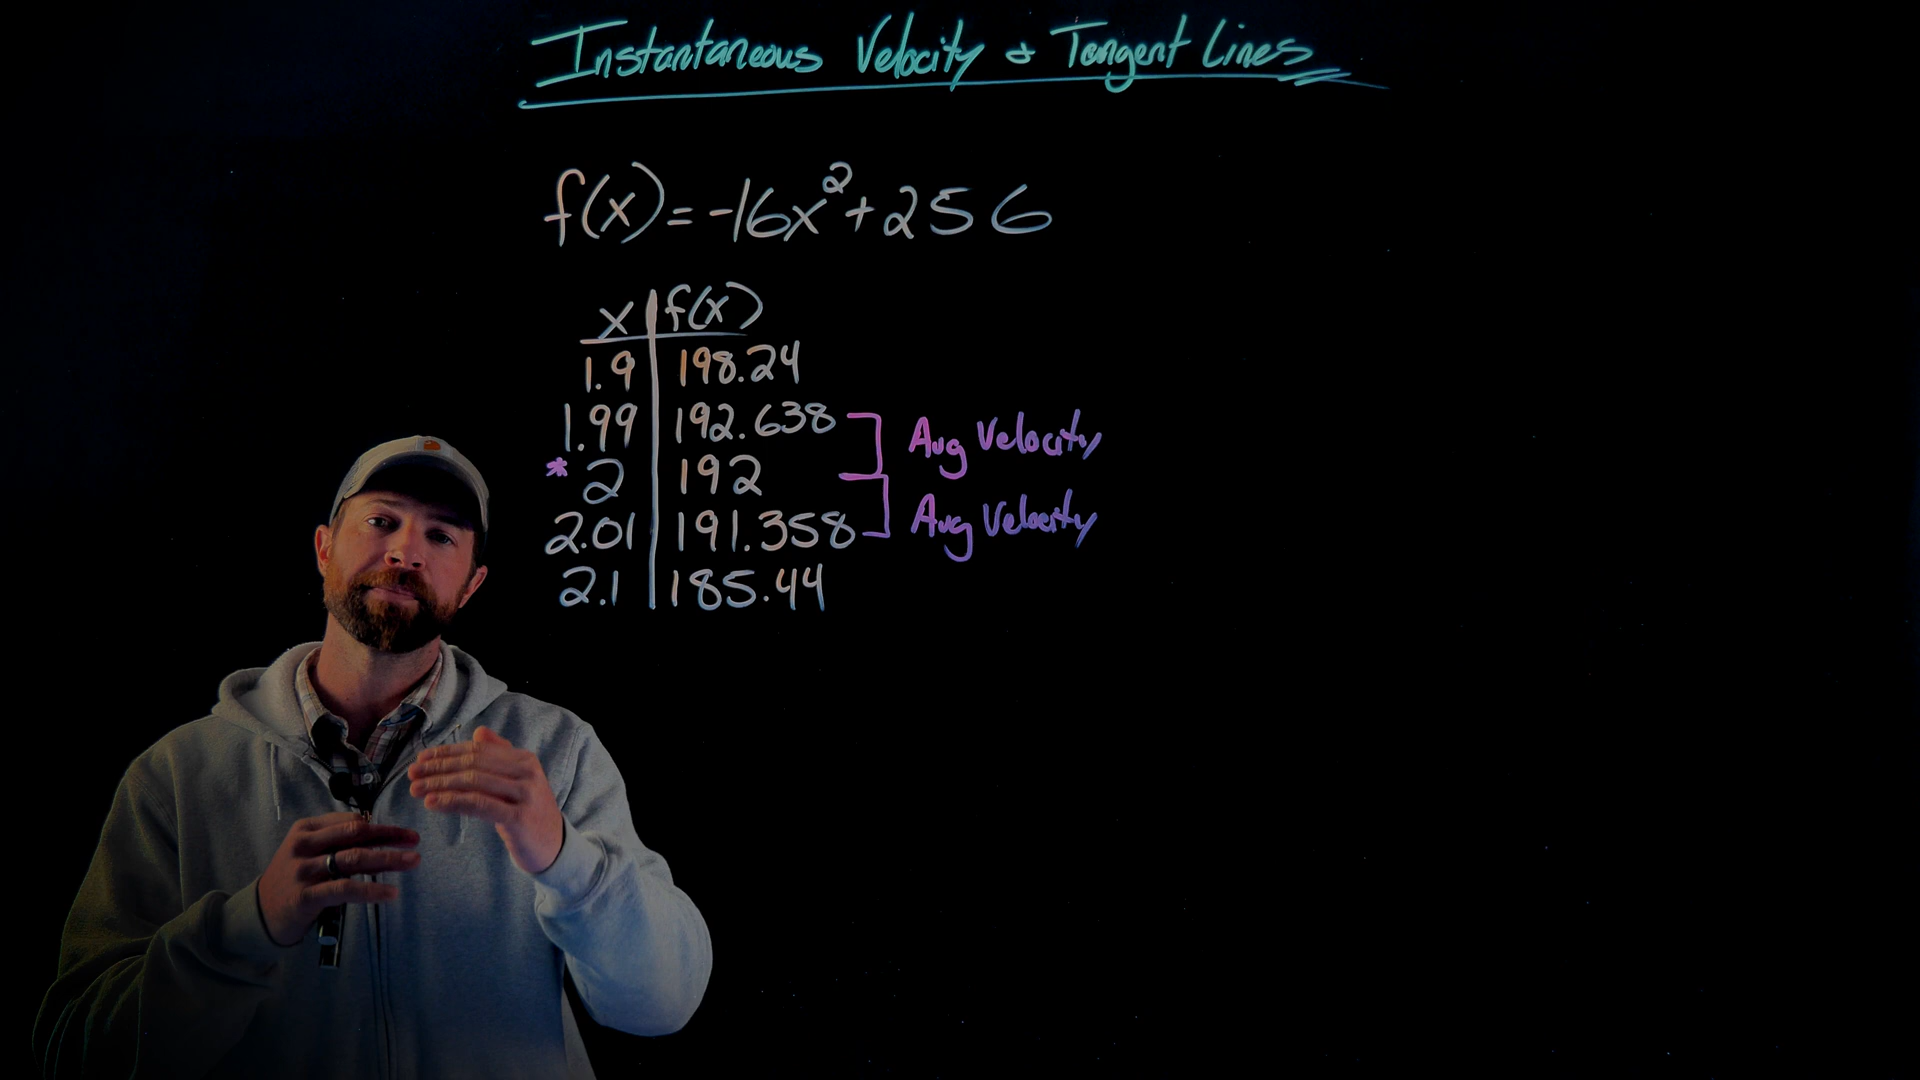 Instantaneous Velocity & Tangent Lines
f(x)=-16x²+256
x f(x)
1.9 198.24
1.99 192.638
Avg Velocity
* 2 192
2.01 191.358
Avg Velocity
2.1 185.44